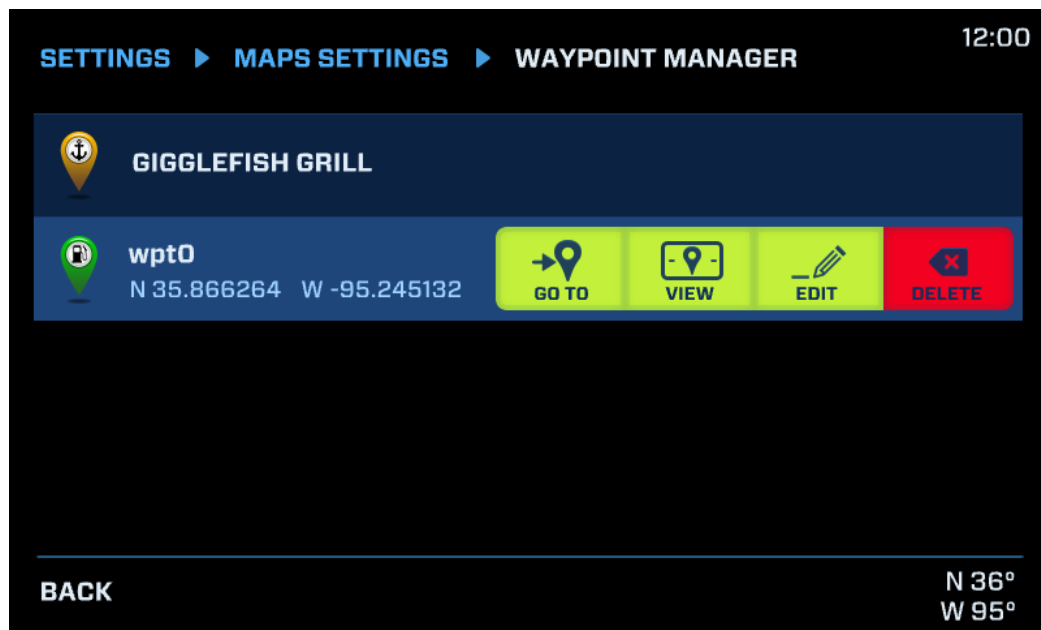 12:00
SETTINGS ▶ MAPS SETTINGS ▶ WAYPOINT MANAGER
GIGGLEFISH GRILL
wpt0
N 35.866264 W -95.245132
GO TO VIEW EDIT DELETE
BACK
N 36°
W 95°